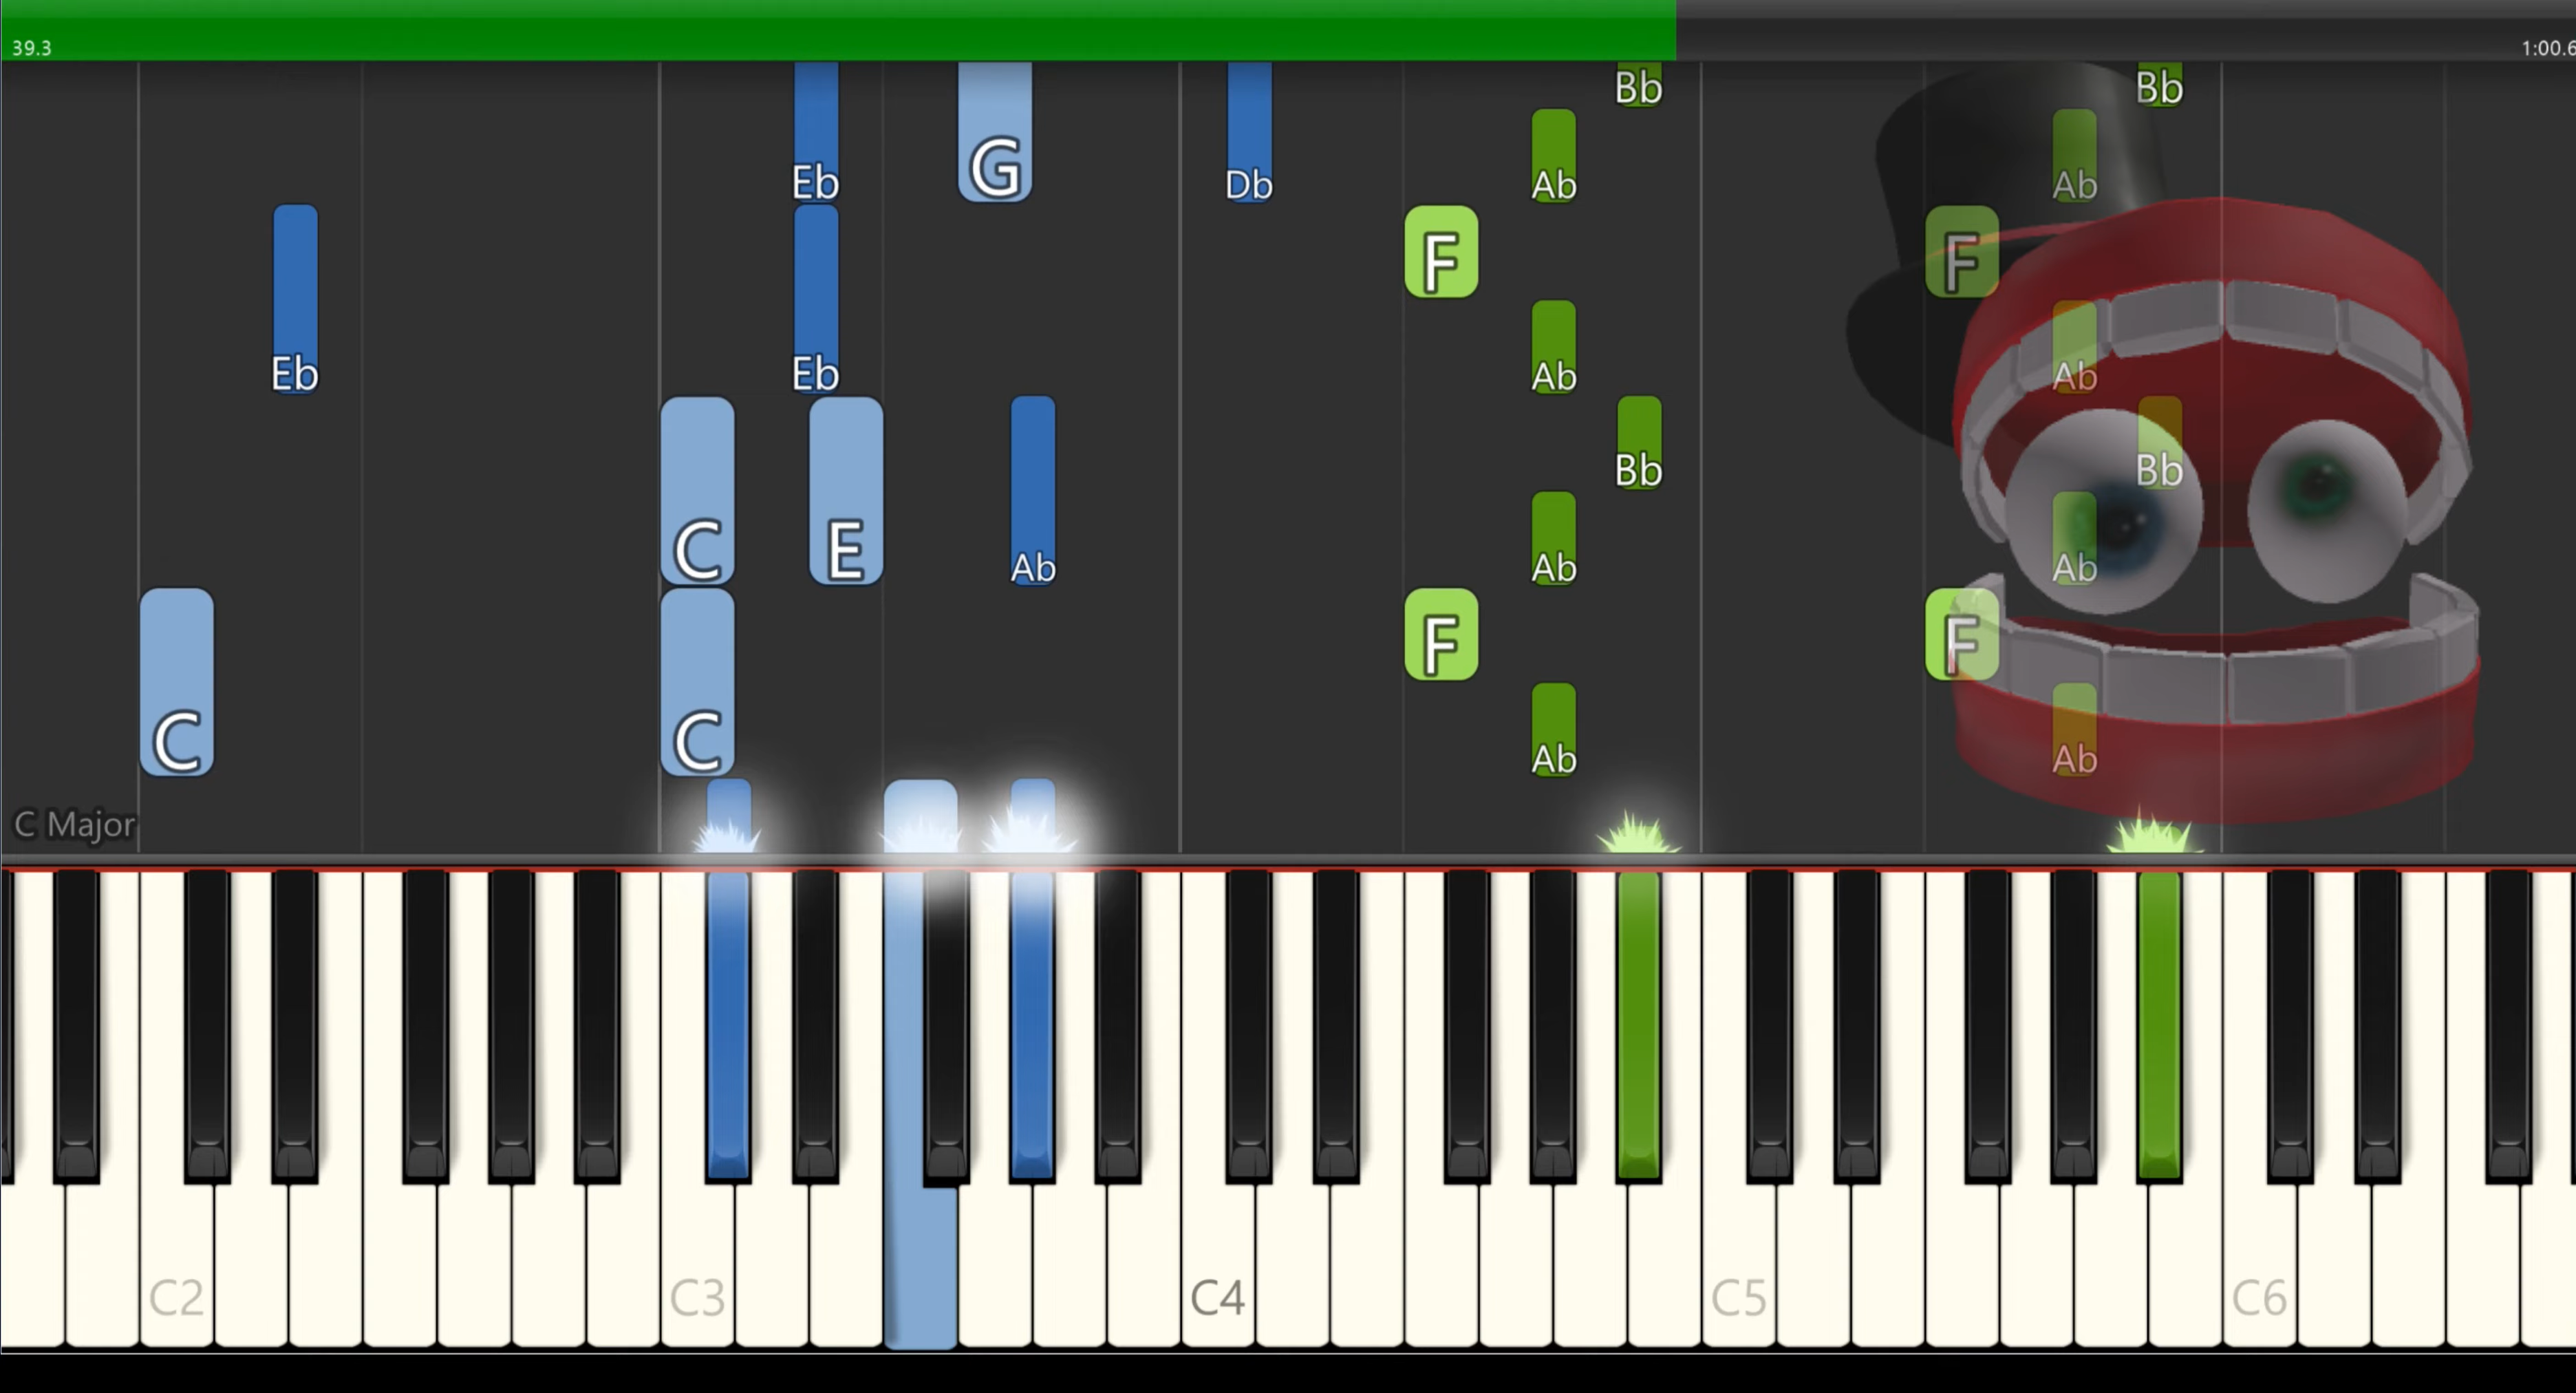 39.3
1:00.6
Bb Bb
Eb G Db Ab Ab
F F
Eb Eb Ab Ab
Bb Bb
C E Ab Ab Ab
F F
C C Ab Ab
C Major
C2 C3 C4 C5 C6